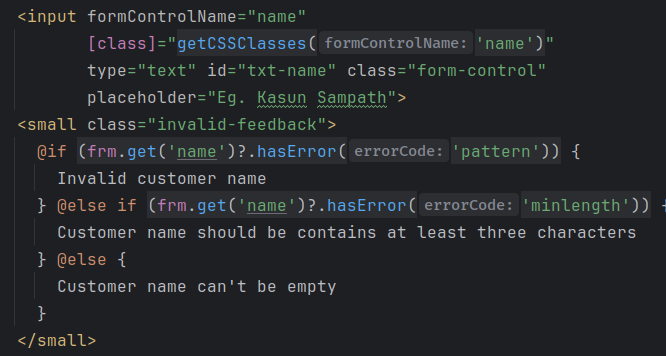 <input formControlName="name"
[class]="getCSSClasses( formControlName: 'name')"
type="text" id="txt-name" class="form-control"
placeholder="Eg. Kasun Sampath">
<small class="invalid-feedback">
@if (frm.get('name')?.hasError( errorCode: 'pattern')) {
Invalid customer name
} @else if (frm.get('name')?.hasError( errorCode: 'minlength')) {
Customer name should be contains at least three characters
} @else {
Customer name can't be empty
}
</small>